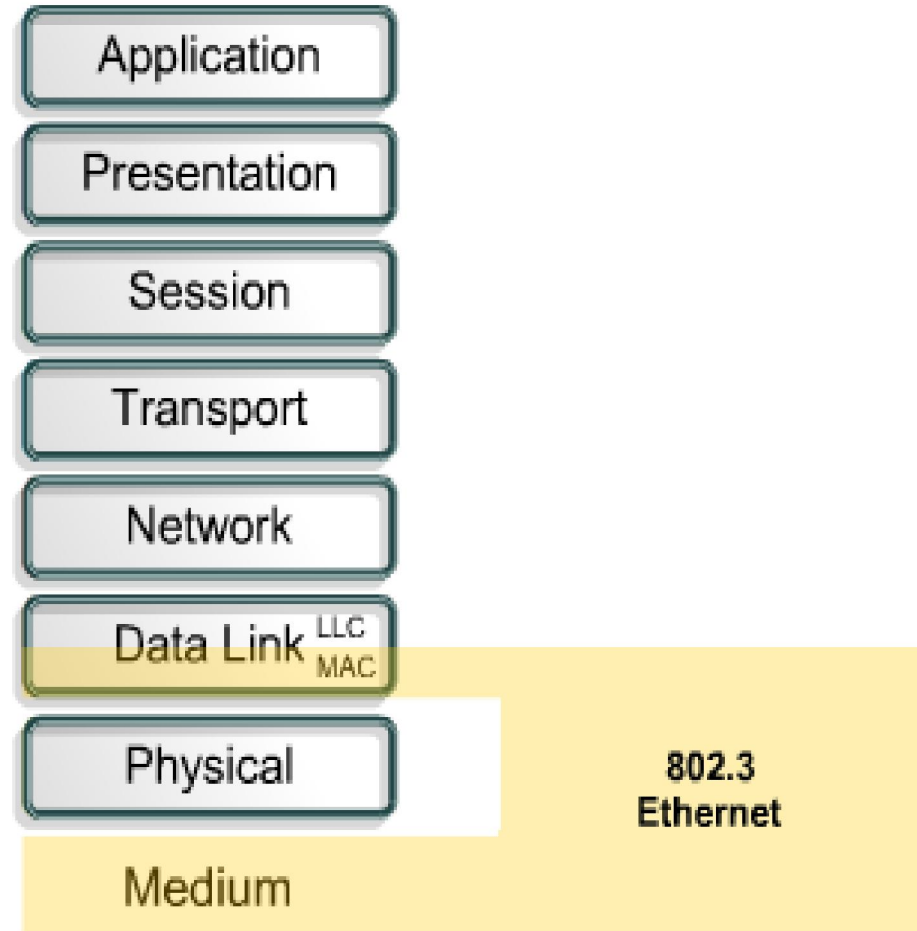 Application
Presentation
Session
Transport
Network
Data Link LLC
MAC
Physical
802.3
Ethernet
Medium